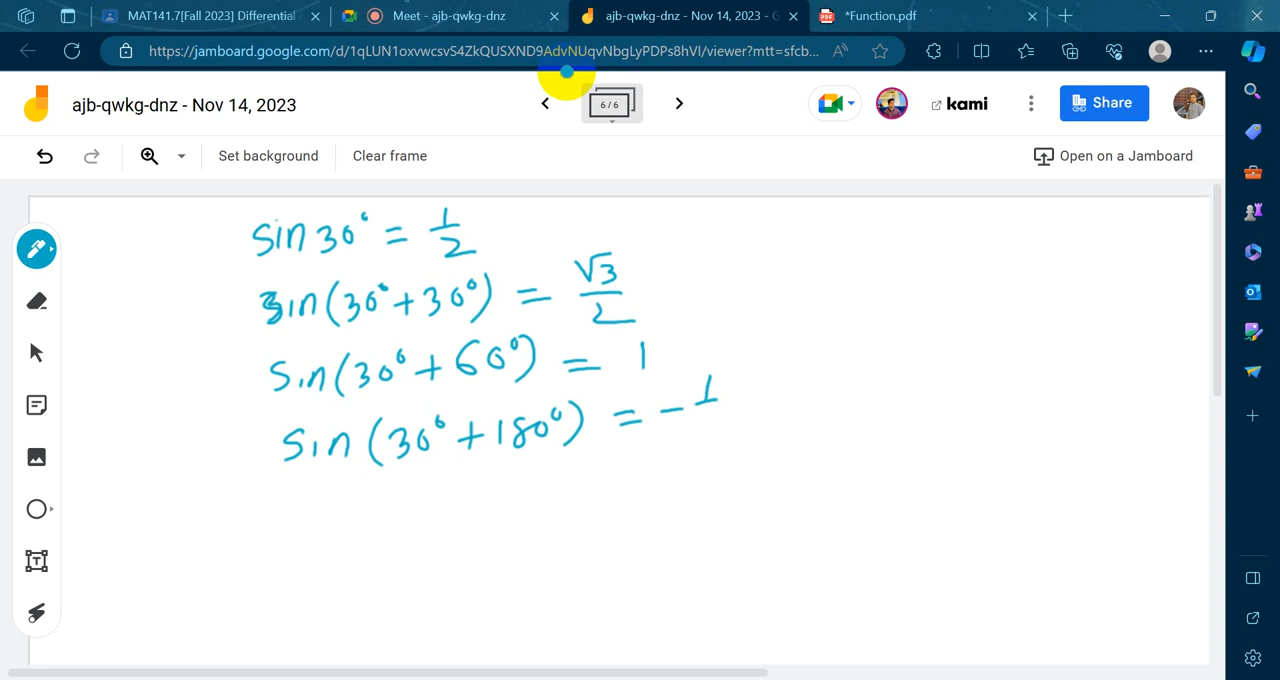 MAT141.7[Fall 2023] Differential
Meet - ajb-qwkg-dnz
ajb-qwkg-dnz - Nov 14, 2023 - G
*Function.pdf
https://jamboard.google.com/d/1qLUN1oxvwcsvS4ZkQUSXND9AdvNUqvNbgLyPDPs8hVI/viewer?mtt=sfcb...
ajb-qwkg-dnz - Nov 14, 2023
6 / 6
kami
Share
Set background
Clear frame
Open on a Jamboard
sin 30° = 1/2
sin(30° + 30°) = √3/2
sin(30° + 60°) = 1
sin(30° + 180°) = - 1